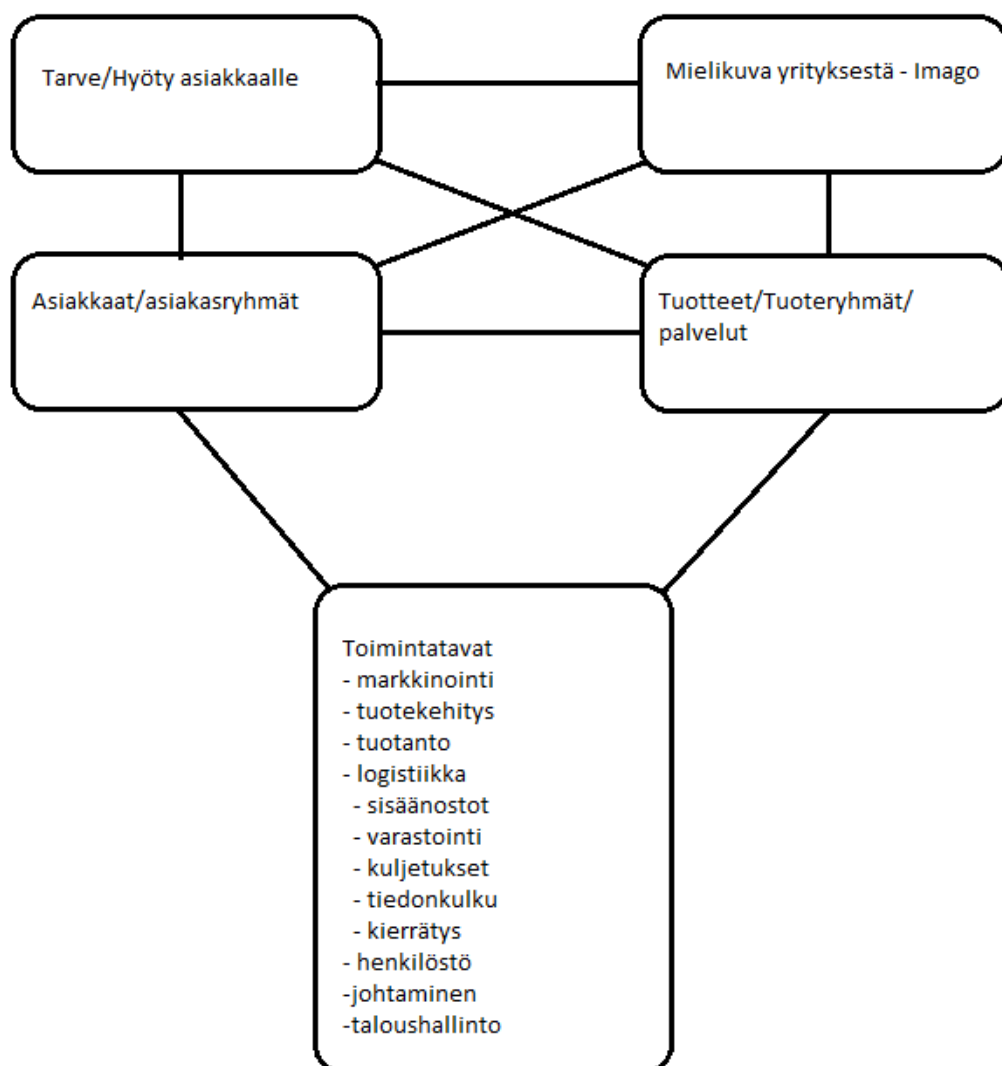 Tarve/Hyöty asiakkaalle
Mielikuva yrityksestä - Imago
Asiakkaat/asiakasryhmät
Tuotteet/Tuoteryhmät/
palvelut
Toimintatavat
- markkinointi
- tuotekehitys
- tuotanto
- logistiikka
- sisäänostot
- varastointi
- kuljetukset
- tiedonkulku
- kierrätys
- henkilöstö
-johtaminen
-taloushallinto